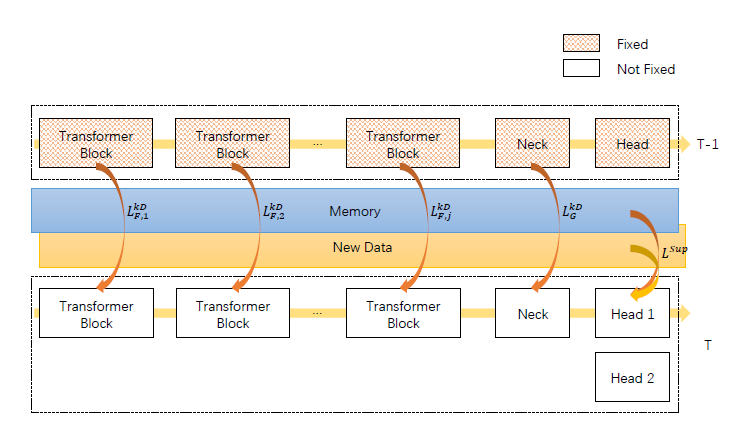 Fixed
Not Fixed
Transformer
Block
Transformer
Block
...
Transformer
Block
Neck
Head
T-1
L_{F,1}^{kD}
L_{F,2}^{kD}
Memory
L_{F,j}^{kD}
L_{G}^{kD}
New Data
L^{Sup}
Transformer
Block
Transformer
Block
...
Transformer
Block
Neck
Head 1
T
Head 2